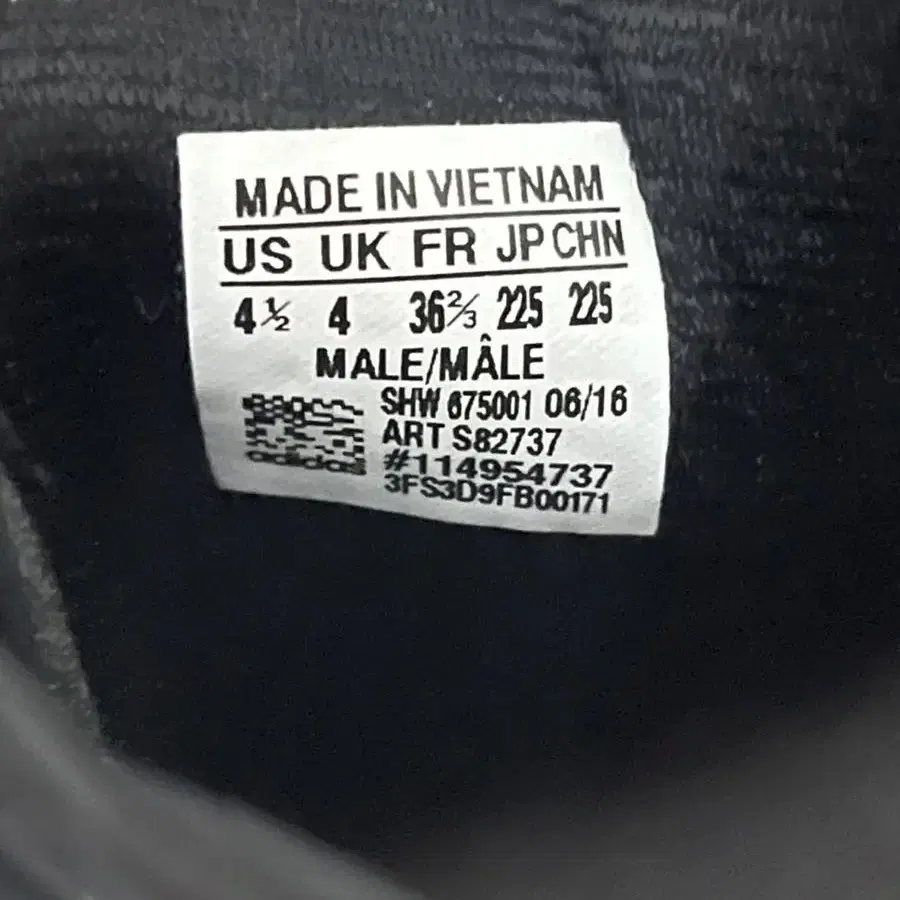 MADE IN VIETNAM
US UK FR JP CHN
4½ 4 36⅔ 225 225
MALE/MÂLE
SHW 675001 06/16
ART S82737
#114954737
3FS3D9FB00171
adidas